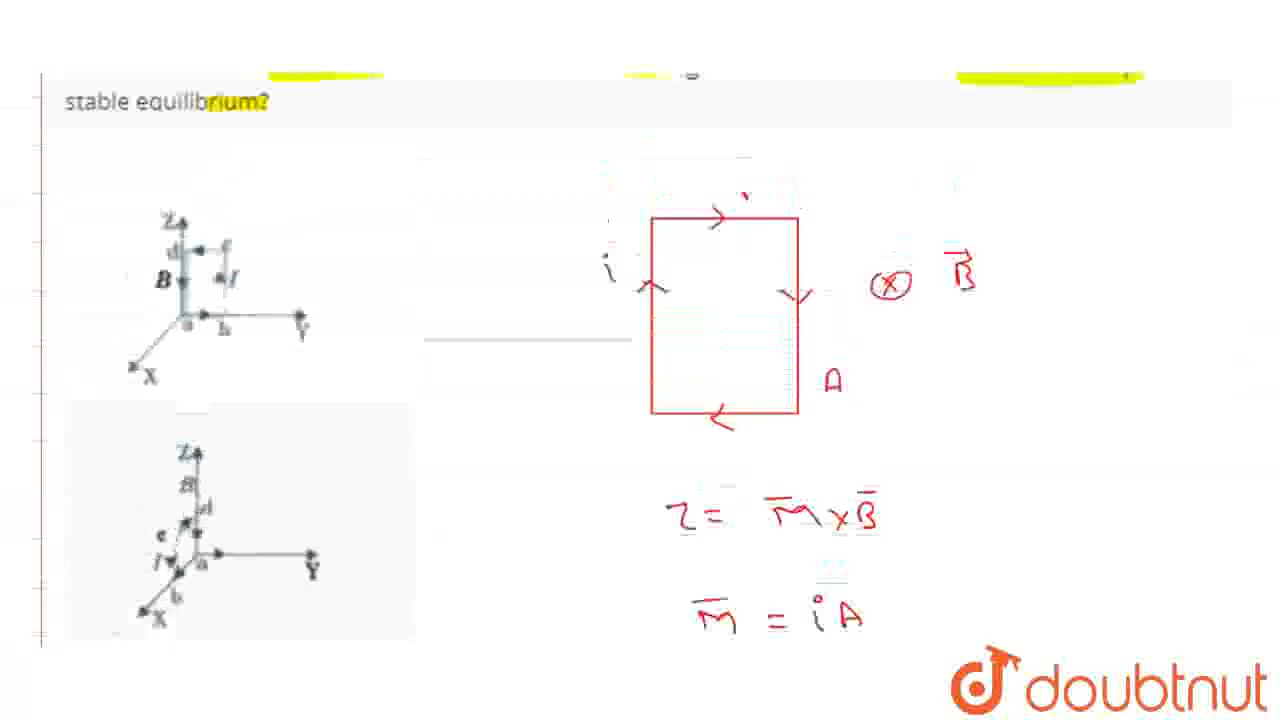 stable equilibrium?
Z
d
c
B
I
a
b
Y
X
i
⊗ B⃗
A
Z
B
d
c
I
a
b
Y
X
τ = M̄ × B̄
M̄ = i A
doubtnut